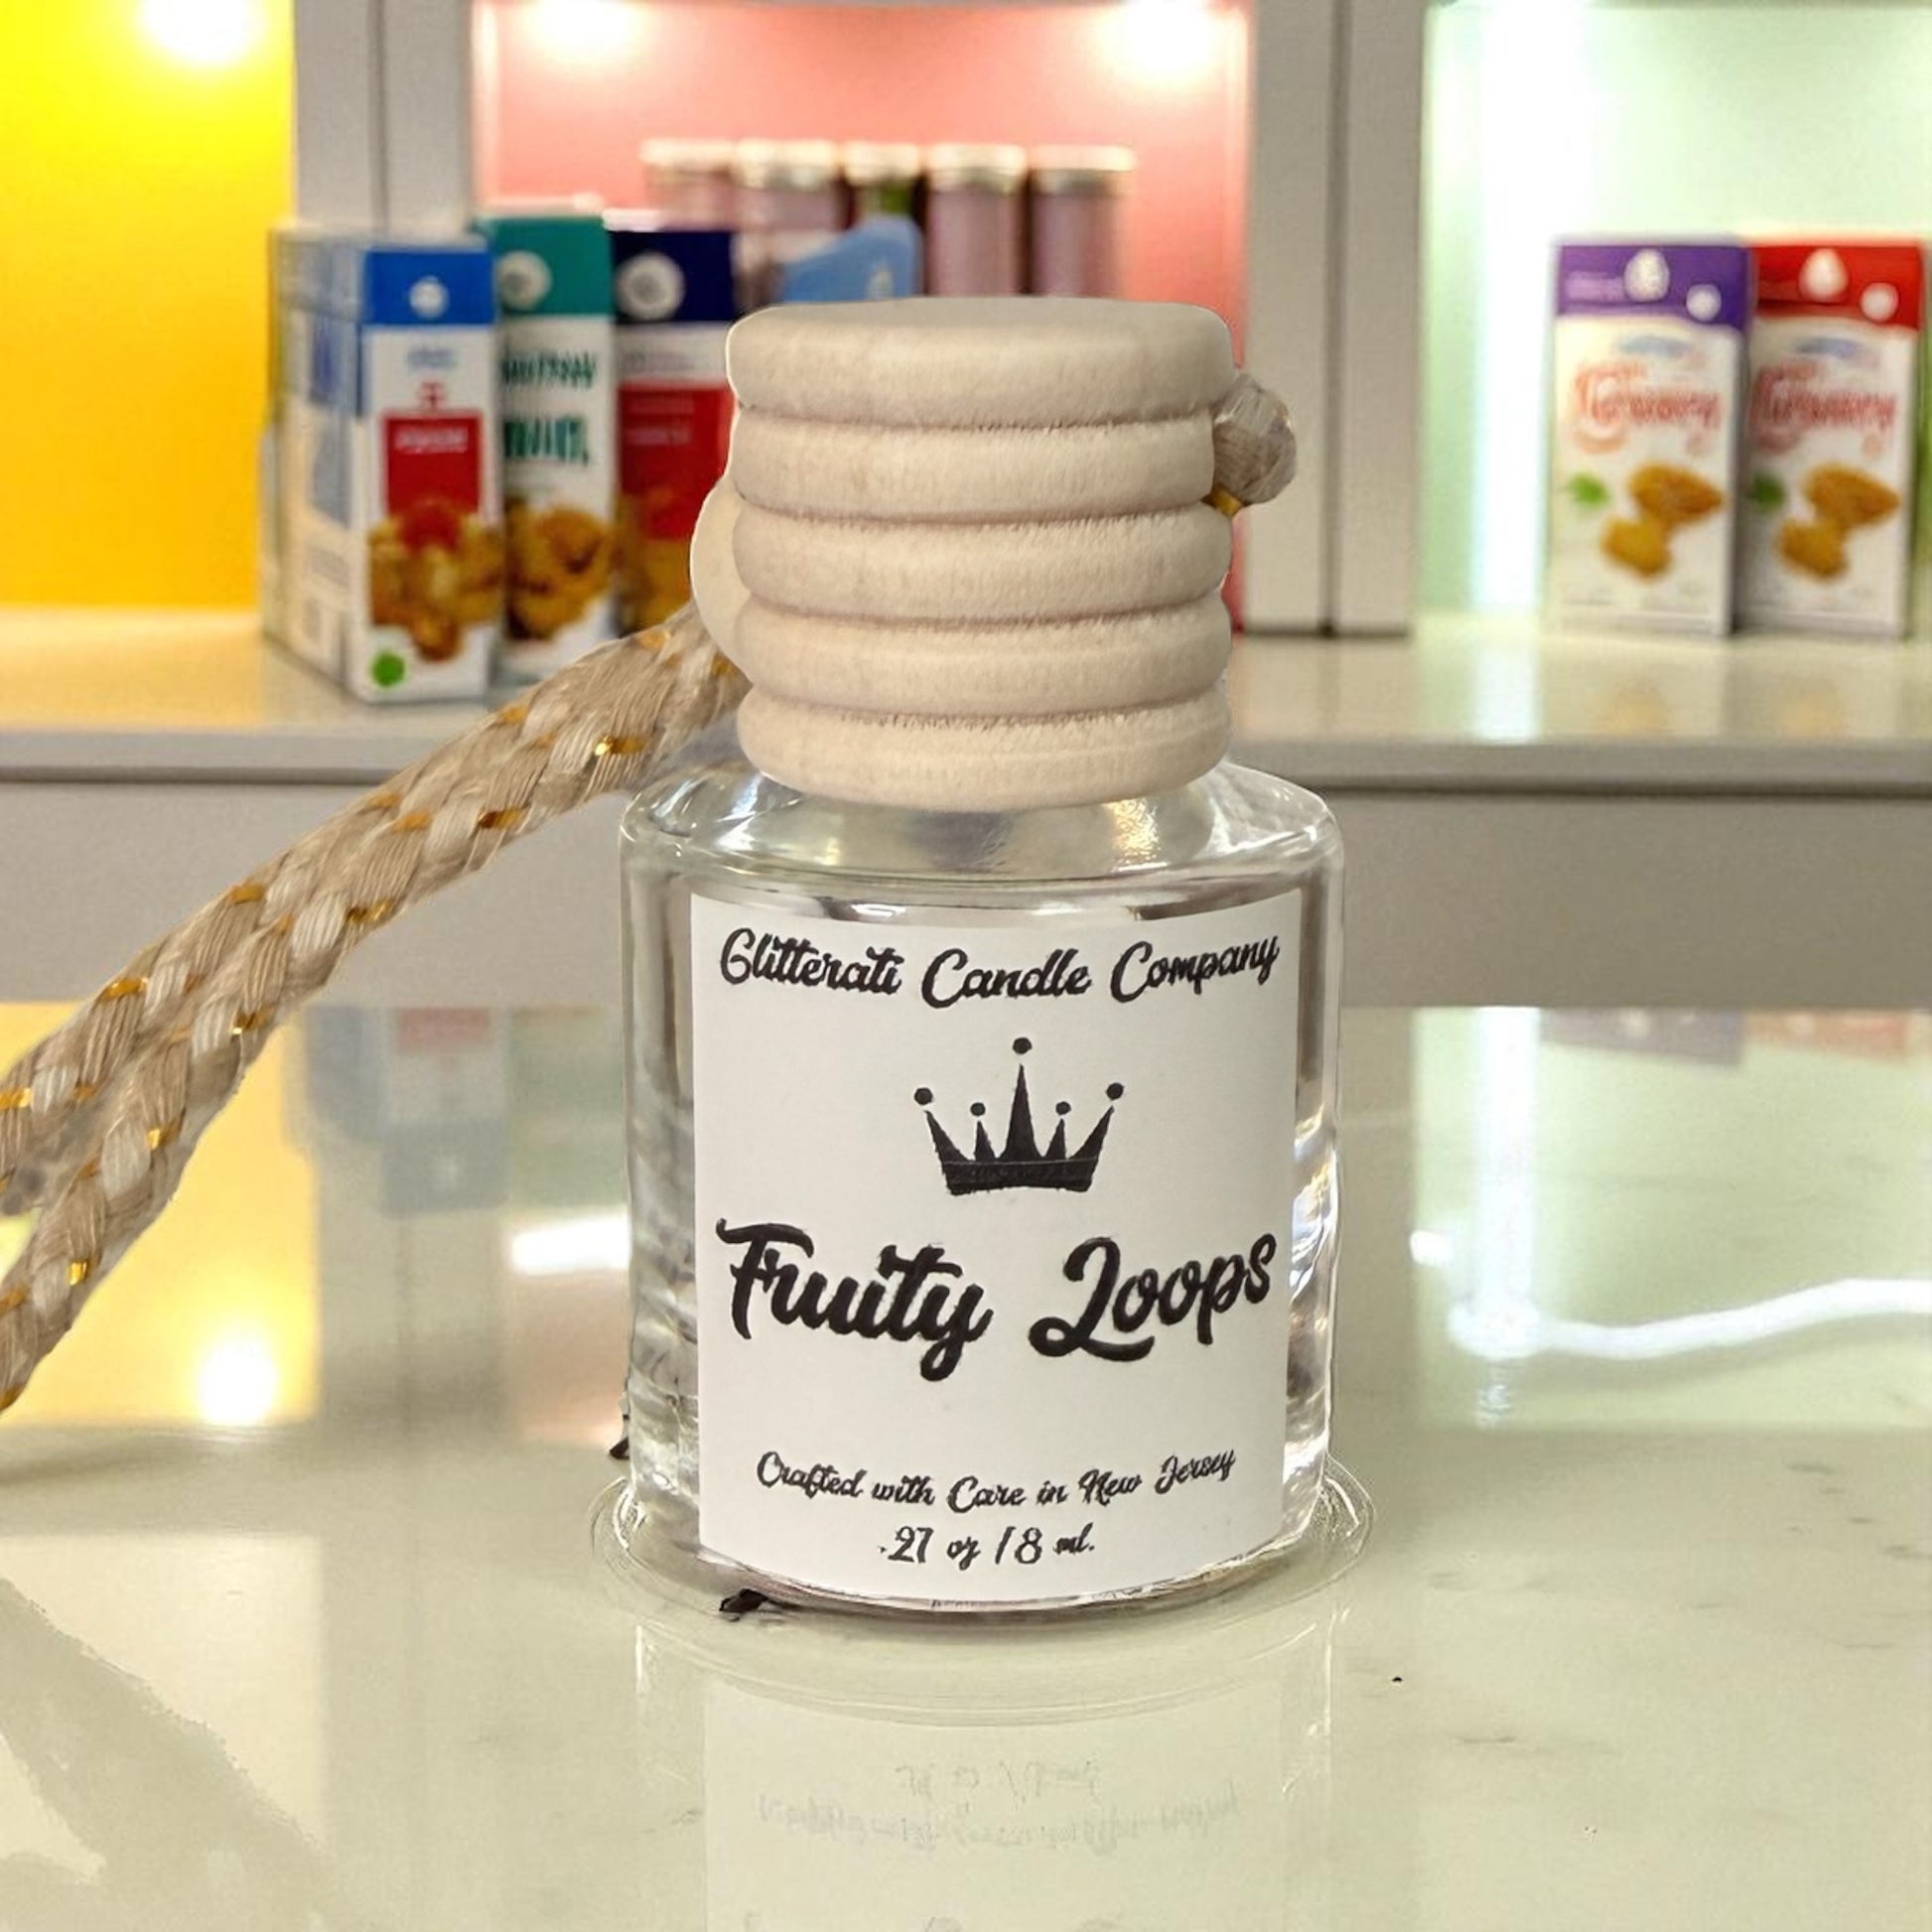 Glitterati Candle Company
Fruity Loops
Crafted with Care in New Jersey
.27 oz / 8 ml.